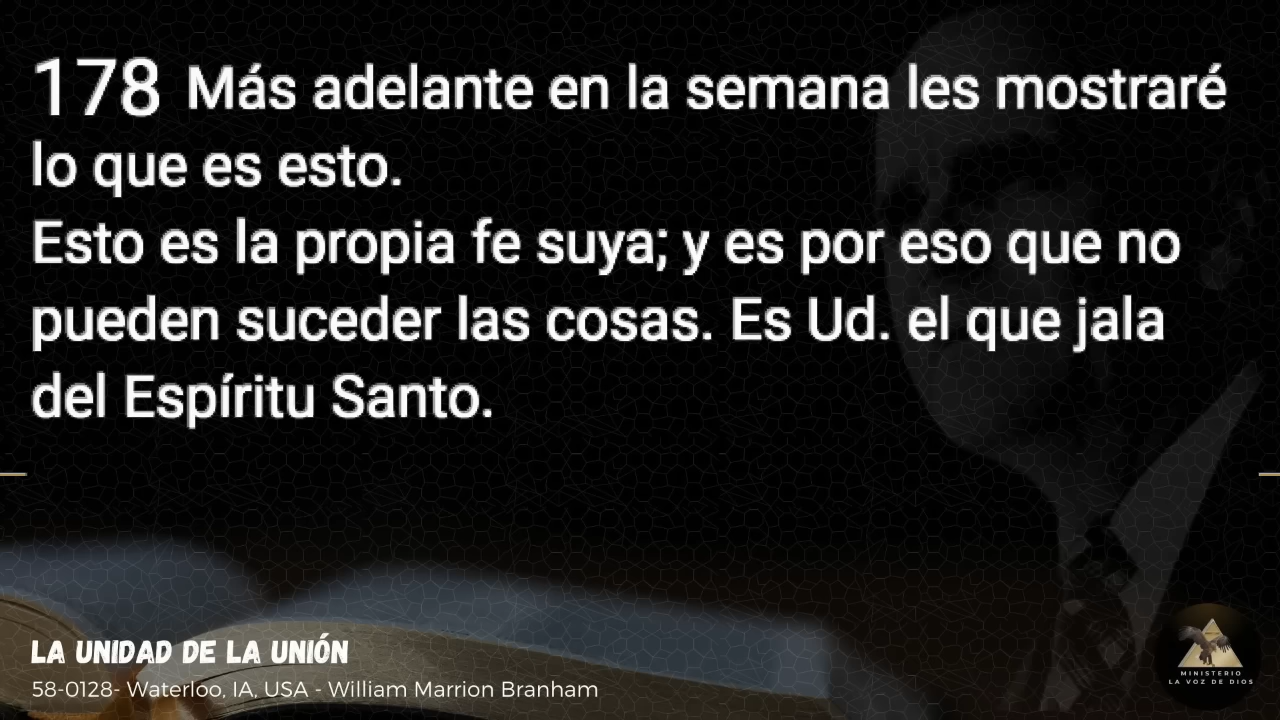 178 Más adelante en la semana les mostraré
lo que es esto.
Esto es la propia fe suya; y es por eso que no
pueden suceder las cosas. Es Ud. el que jala
del Espíritu Santo.
LA UNIDAD DE LA UNIÓN
58-0128- Waterloo, IA, USA - William Marrion Branham
MINISTERIO
LA VOZ DE DIOS